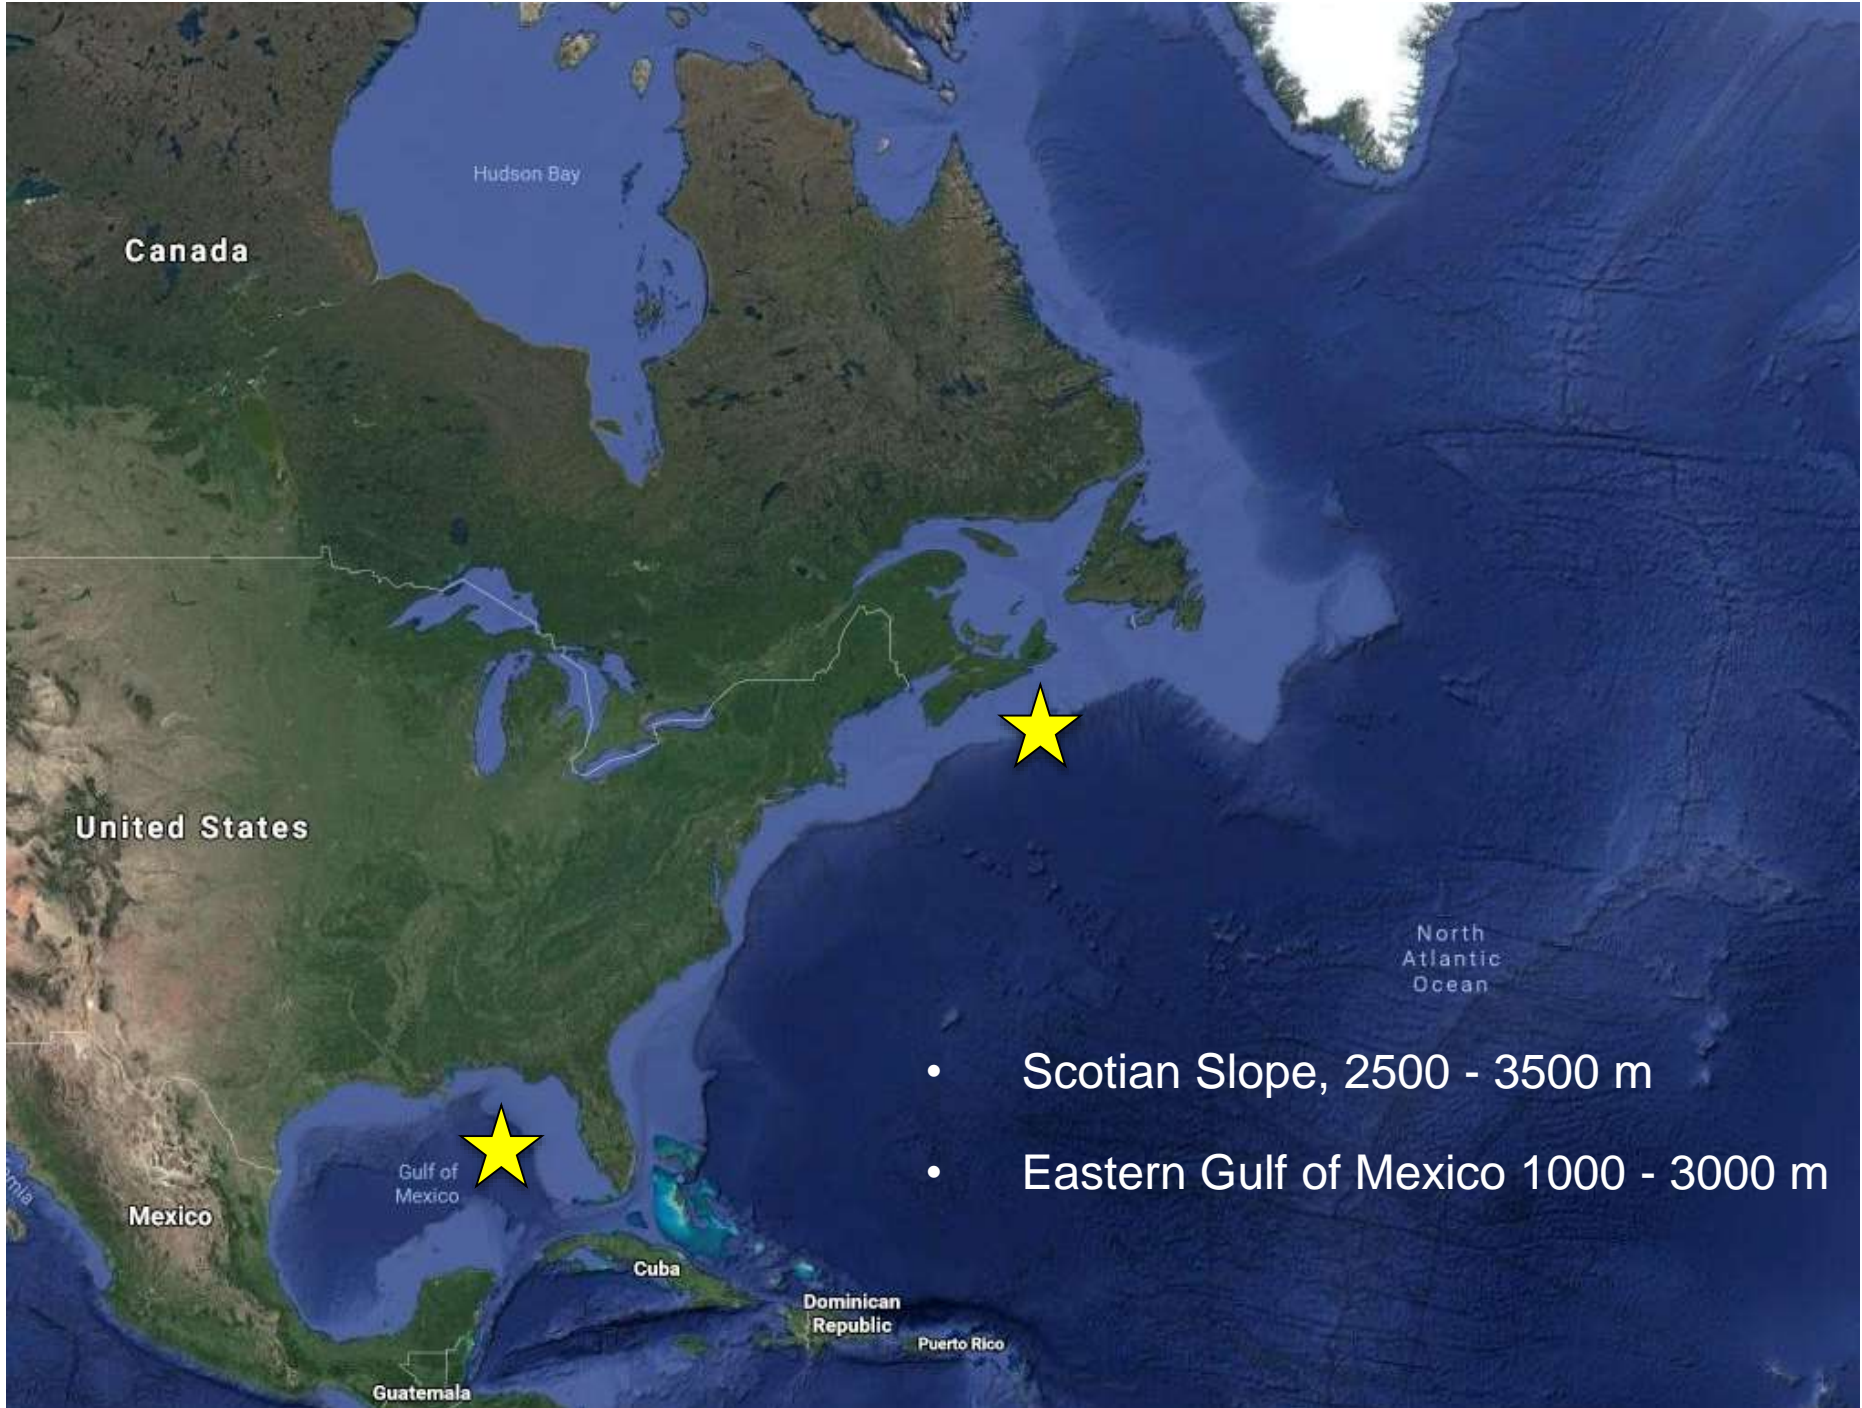 Hudson Bay
Canada
United States
North
Atlantic
Ocean
• Scotian Slope, 2500 - 3500 m
• Eastern Gulf of Mexico 1000 - 3000 m
Gulf of
Mexico
Mexico
Cuba
Dominican
Republic
Puerto Rico
Guatemala